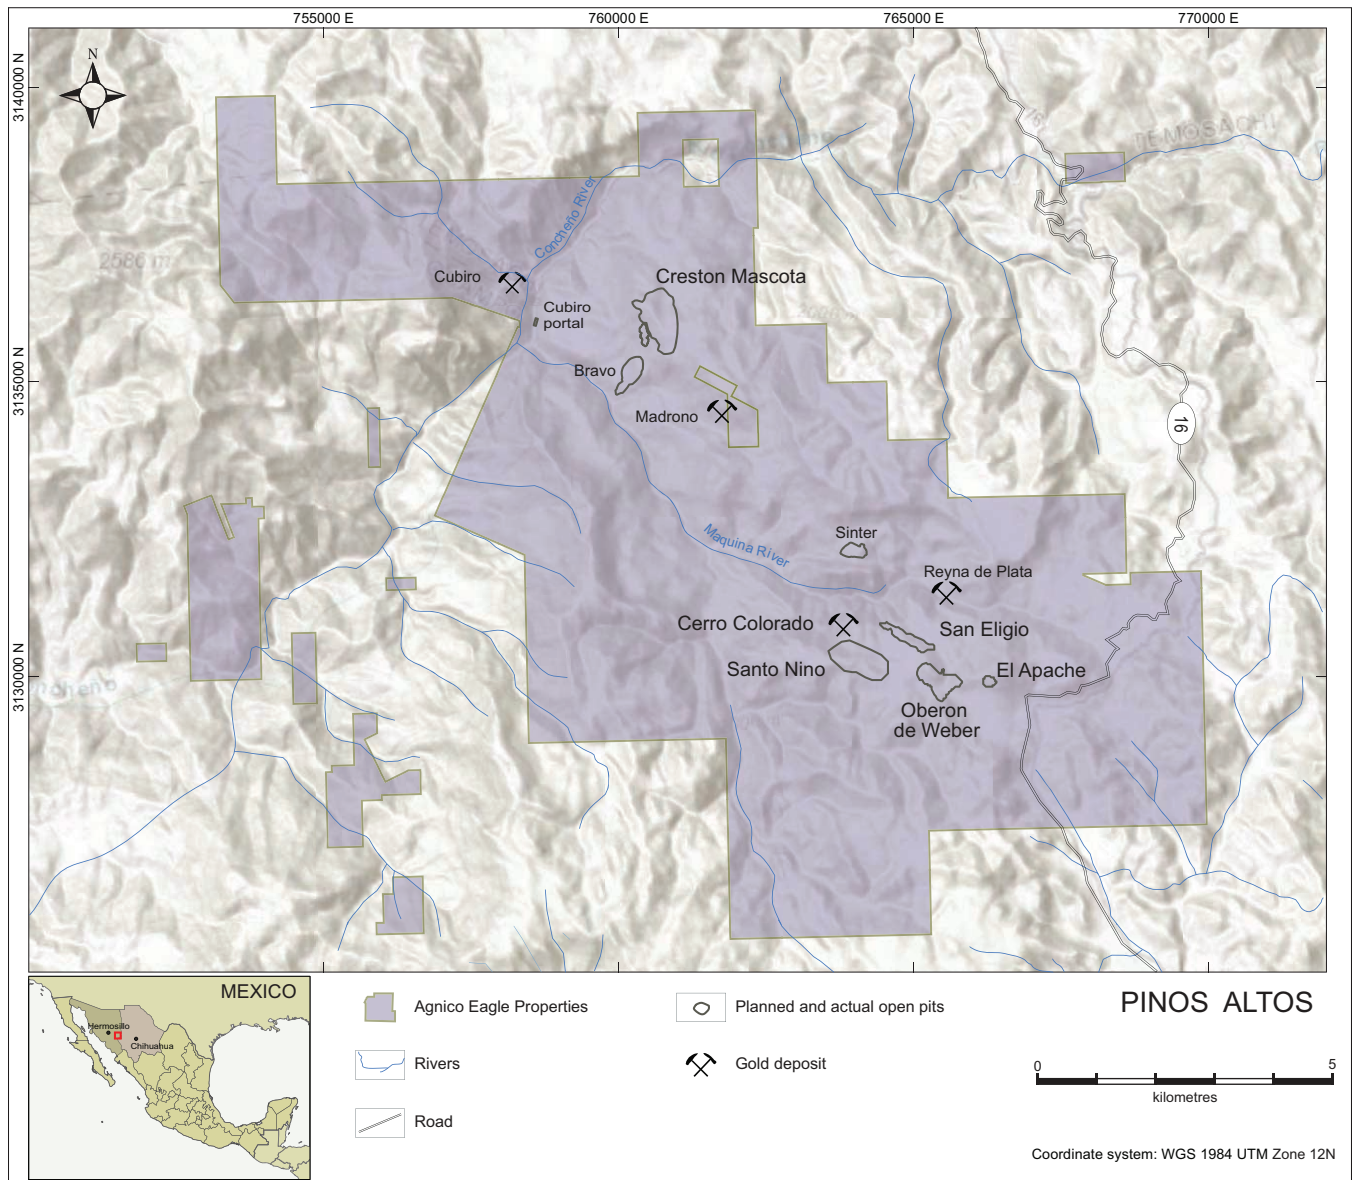 755000 E
760000 E
765000 E
770000 E
3140000 N
3135000 N
3130000 N
N
TEMOSACHI
16
2586 m
Concheño River
Cubiro
Creston Mascota
Cubiro
portal
Bravo
Madrono
16
Maquina River
Sinter
Reyna de Plata
Cerro Colorado
San Eligio
Santo Nino
El Apache
Oberon
de Weber
MEXICO
Hermosillo
Chihuahua
Agnico Eagle Properties
Rivers
Road
Planned and actual open pits
Gold deposit
PINOS ALTOS
0
5
kilometres
Coordinate system: WGS 1984 UTM Zone 12N